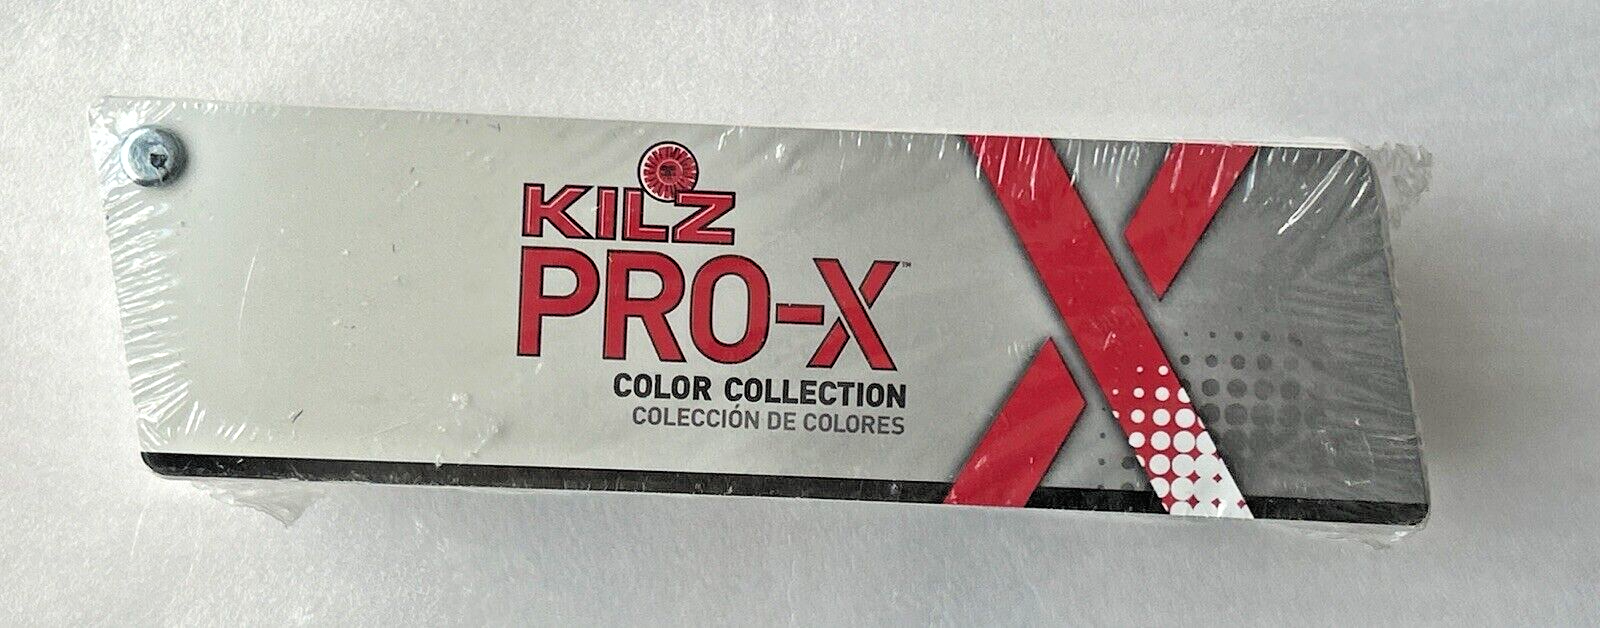 KILZ
PRO-X™
COLOR COLLECTION
COLECCIÓN DE COLORES